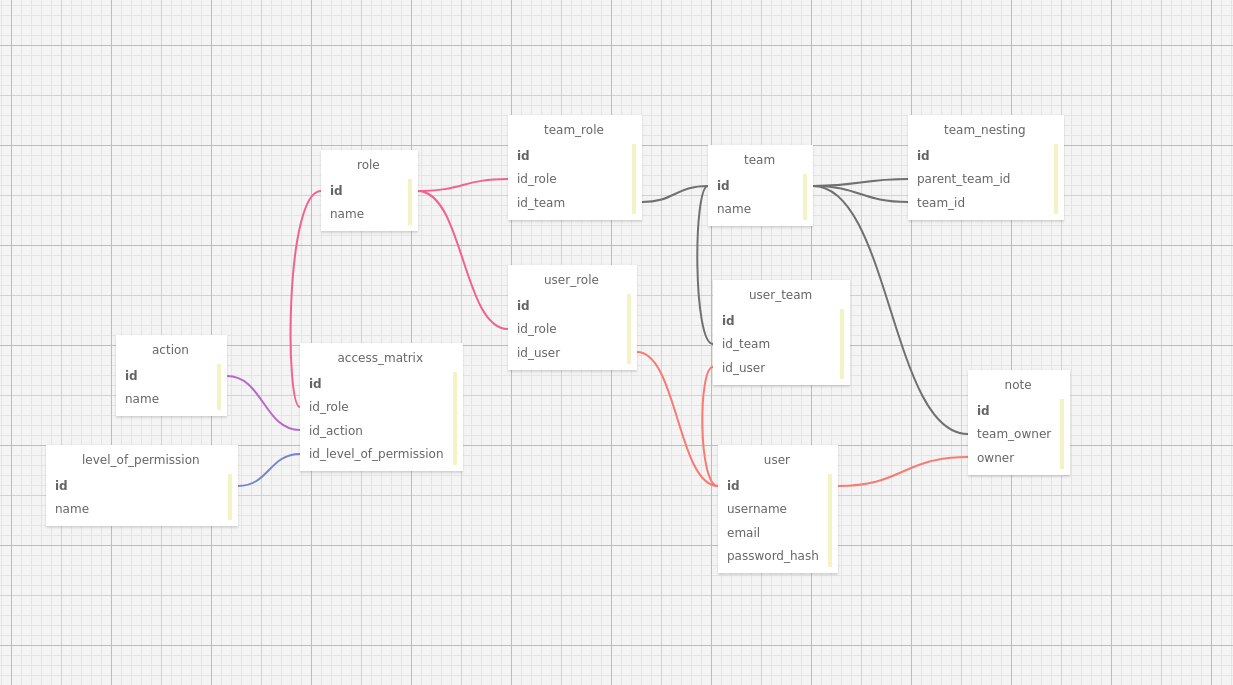 team_role
id
id_role
id_team
team_nesting
id
parent_team_id
team_id
role
id
name
team
id
name
user_role
id
id_role
id_user
user_team
id
id_team
id_user
action
id
name
access_matrix
id
id_role
id_action
id_level_of_permission
note
id
team_owner
owner
level_of_permission
id
name
user
id
username
email
password_hash